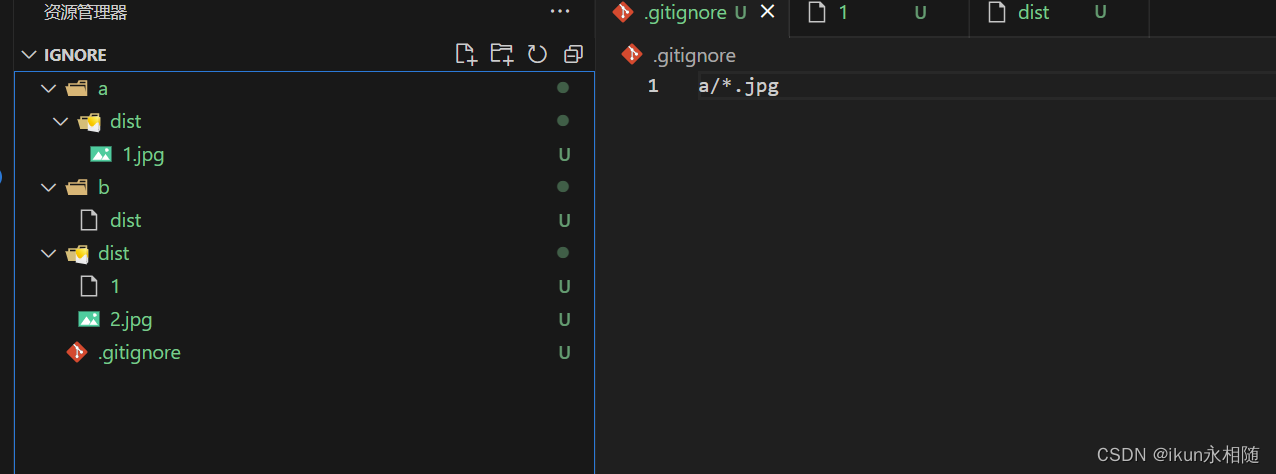 资源管理器 ...
IGNORE
a
dist
1.jpg U
b
dist U
dist
1 U
2.jpg U
.gitignore U
.gitignore U 1 U dist U
.gitignore
1 a/*.jpg
CSDN @ikun永相随